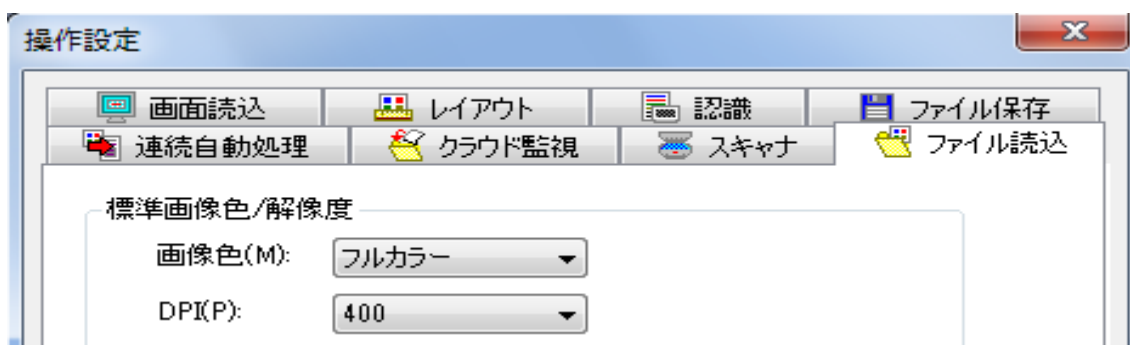 操作設定
画面読込 レイアウト 認識 ファイル保存
連続自動処理 クラウド監視 スキャナ ファイル読込
標準画像色/解像度
画像色(M): フルカラー
DPI(P): 400